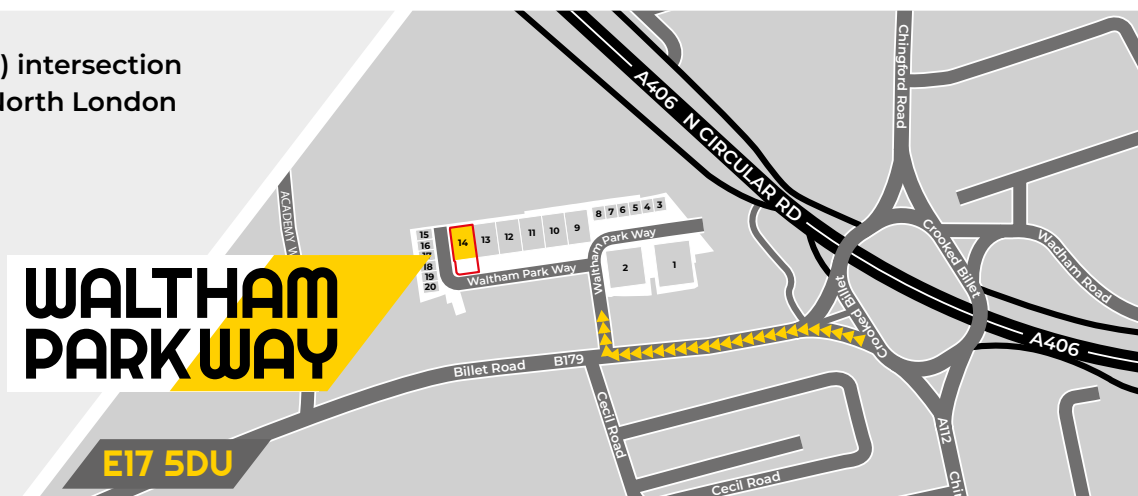 ) intersection
North London
Chingford Road
A406 N CIRCULAR RD
ACADEMY W
8 7 6 5 4 3
15
16
17
18
19
20
14 13 12 11 10 9
Waltham Park Way
Waltham Park Way
2 1
Crooked Billet
Crooked Billet
Wadham Road
A406
WALTHAM
PARKWAY
Billet Road B179
Cecil Road
Cecil Road
A112
Chi
E17 5DU